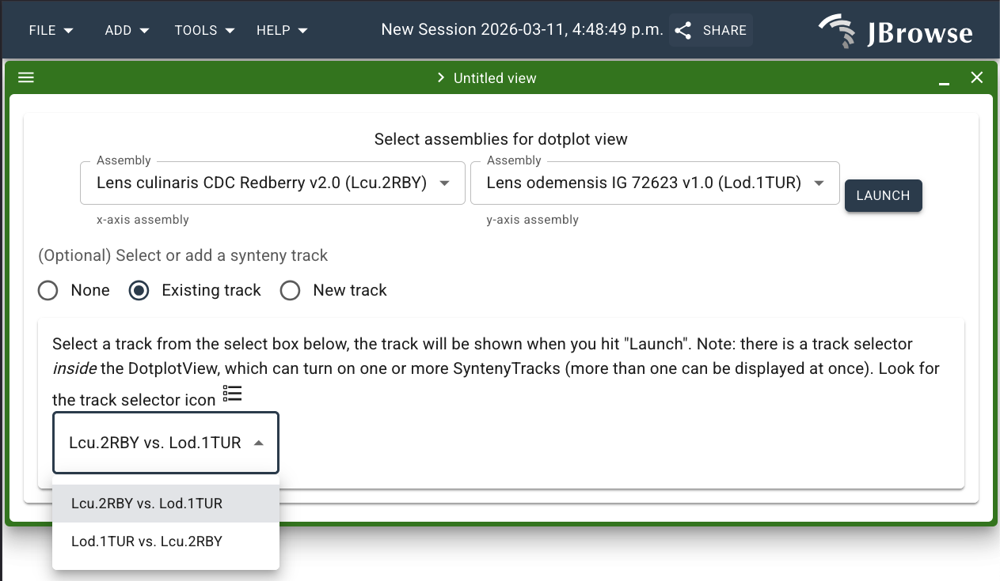 FILE ADD TOOLS HELP New Session 2026-03-11, 4:48:49 p.m. SHARE JBrowse
Untitled view
Select assemblies for dotplot view
Assembly Assembly
Lens culinaris CDC Redberry v2.0 (Lcu.2RBY) Lens odemensis IG 72623 v1.0 (Lod.1TUR) LAUNCH
x-axis assembly y-axis assembly
(Optional) Select or add a synteny track
None Existing track New track
Select a track from the select box below, the track will be shown when you hit "Launch". Note: there is a track selector
inside the DotplotView, which can turn on one or more SyntenyTracks (more than one can be displayed at once). Look for
the track selector icon
Lcu.2RBY vs. Lod.1TUR
Lcu.2RBY vs. Lod.1TUR
Lod.1TUR vs. Lcu.2RBY